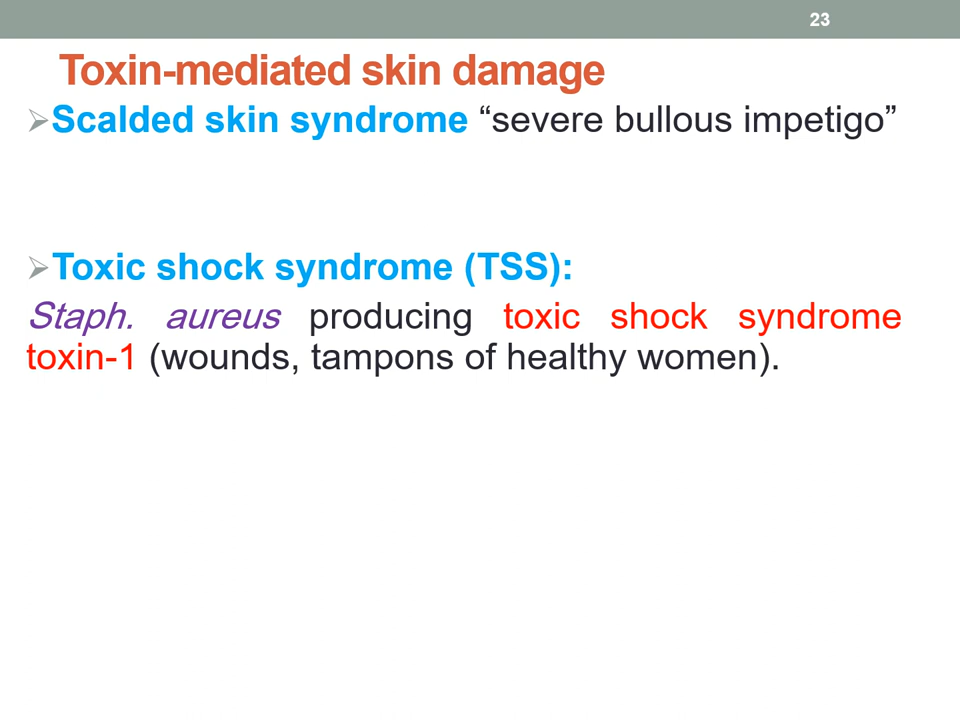 23
Toxin-mediated skin damage
➢Scalded skin syndrome “severe bullous impetigo”
➢Toxic shock syndrome (TSS):
Staph. aureus producing toxic shock syndrome
toxin-1 (wounds, tampons of healthy women).